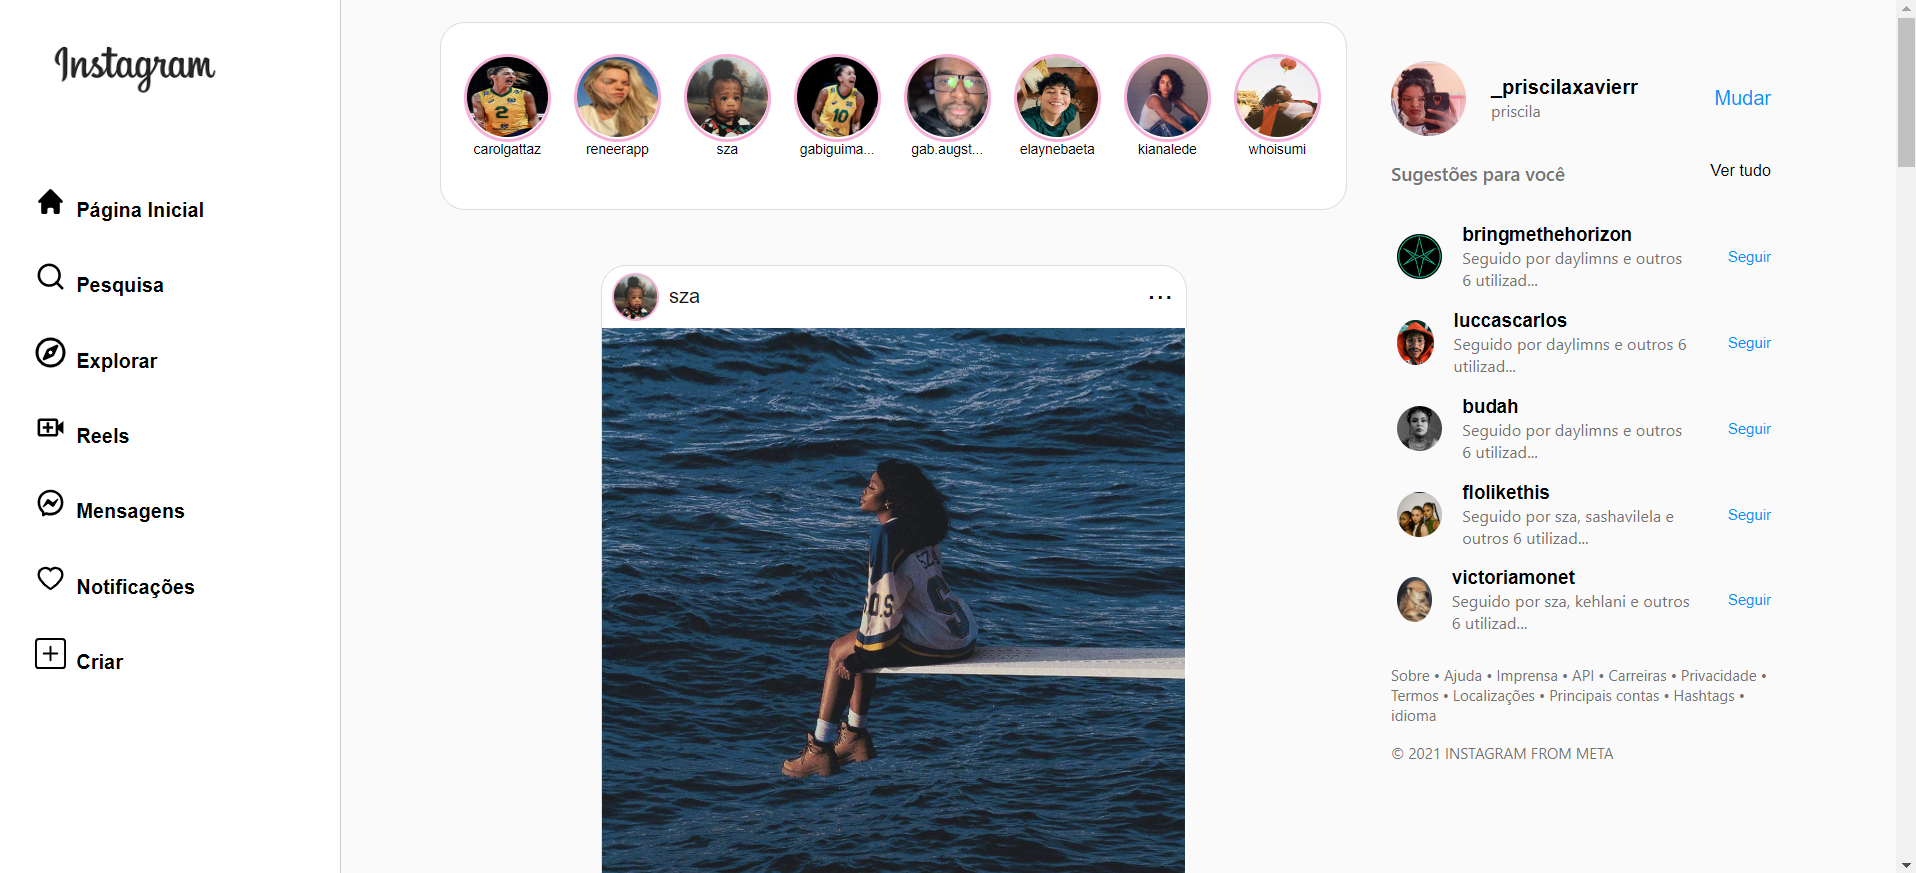 Instagram
Página Inicial
Pesquisa
Explorar
Reels
Mensagens
Notificações
Criar
carolgattaz
reneerapp
sza
gabiguima...
gab.augst...
elaynebaeta
kianalede
whoisumi
sza
...
2
10
SZA
S.O.S
S
_priscilaxavierr
priscila
Mudar
Sugestões para você
Ver tudo
bringmethehorizon
Seguido por daylimns e outros
6 utilizad...
Seguir
luccascarlos
Seguido por daylimns e outros 6
utilizad...
Seguir
budah
Seguido por daylimns e outros
6 utilizad...
Seguir
flolikethis
Seguido por sza, sashavilela e
outros 6 utilizad...
Seguir
victoriamonet
Seguido por sza, kehlani e outros
6 utilizad...
Seguir
Sobre • Ajuda • Imprensa • API • Carreiras • Privacidade •
Termos • Localizações • Principais contas • Hashtags •
idioma
© 2021 INSTAGRAM FROM META